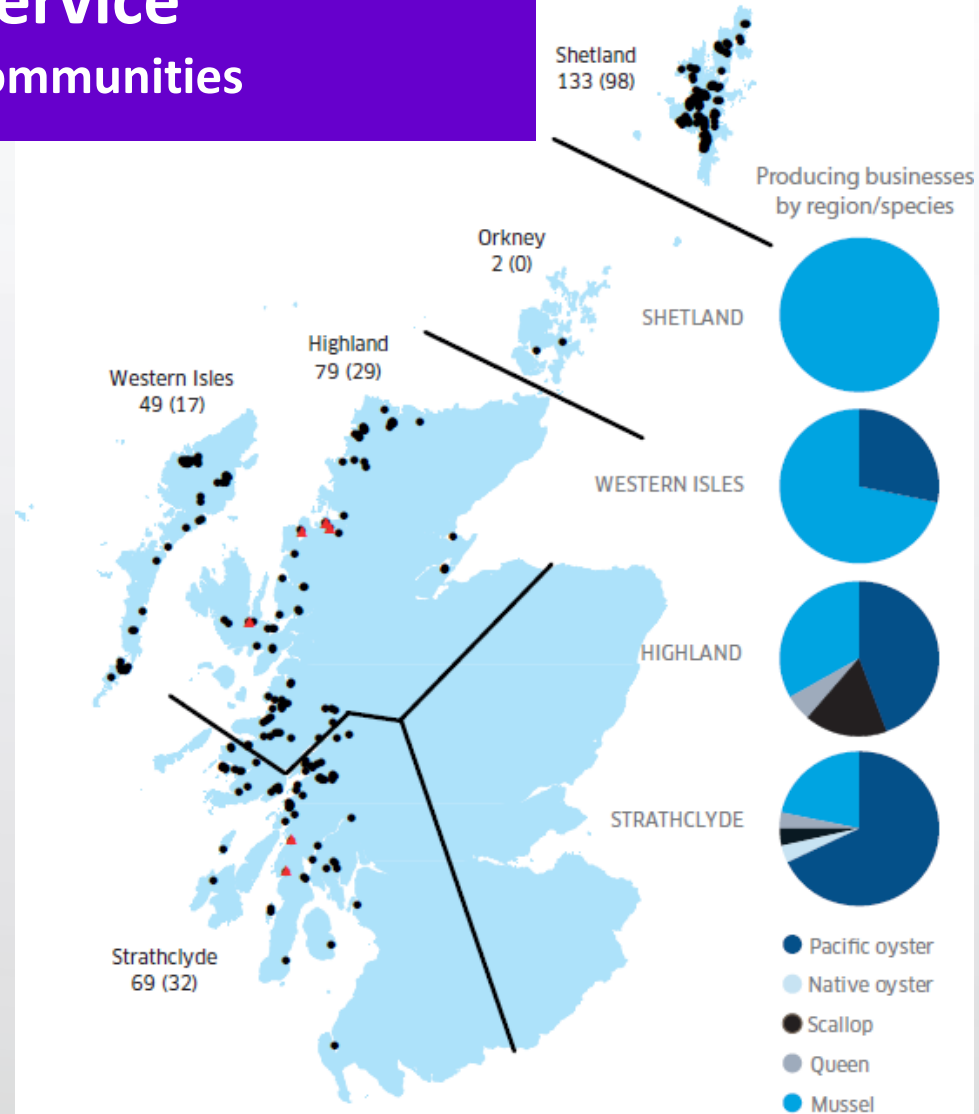 ervice
ommunities
Shetland
133 (98)
Producing businesses
by region/species
Orkney
2 (0)
SHETLAND
Highland
79 (29)
Western Isles
49 (17)
WESTERN ISLES
HIGHLAND
STRATHCLYDE
Strathclyde
69 (32)
Pacific oyster
Native oyster
Scallop
Queen
Mussel